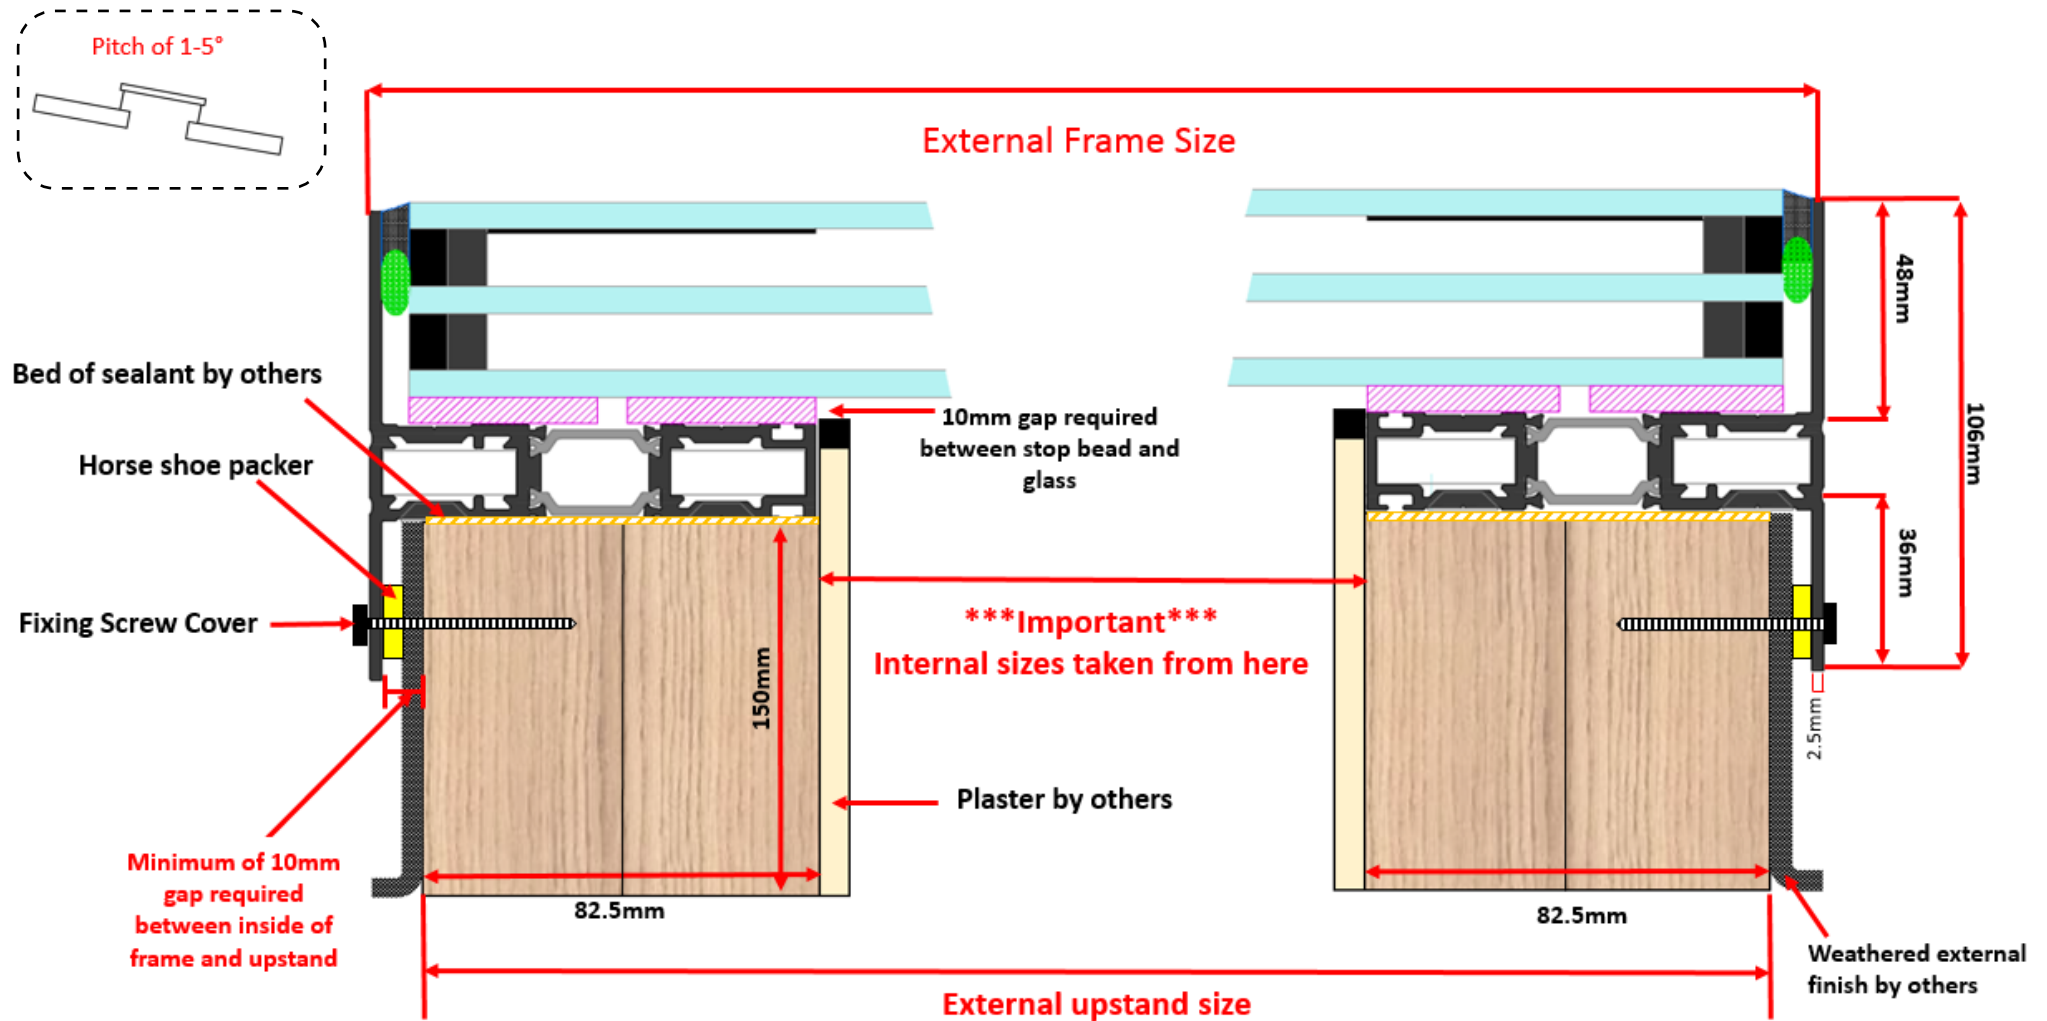 Pitch of 1-5°
External Frame Size
48mm
106mm
36mm
2.5mm
Bed of sealant by others
Horse shoe packer
Fixing Screw Cover
10mm gap required
between stop bead and
glass
***Important***
Internal sizes taken from here
150mm
Plaster by others
Minimum of 10mm
gap required
between inside of
frame and upstand
82.5mm
82.5mm
Weathered external
finish by others
External upstand size